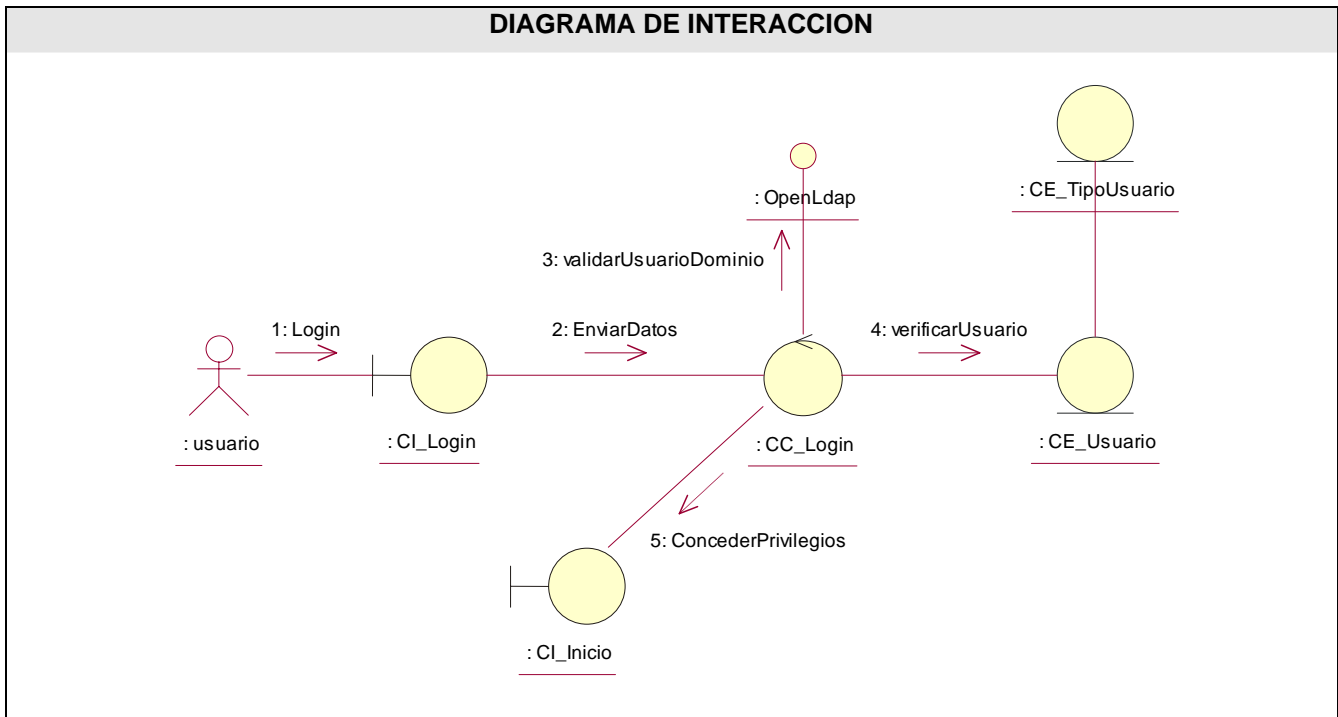 DIAGRAMA DE INTERACCION
: OpenLdap
: CE_TipoUsuario
3: validarUsuarioDominio
1: Login
2: EnviarDatos
4: verificarUsuario
: usuario
: CI_Login
: CC_Login
: CE_Usuario
5: ConcederPrivilegios
: CI_Inicio